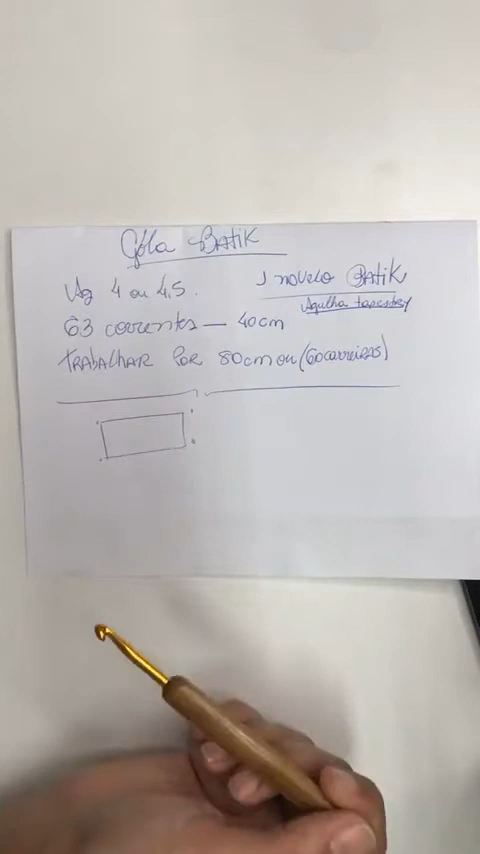 Gola Batik
Ag 4 ou 4,5.
1 novelo Batik
Agulha tapestry
63 correntes — 40cm
TRABALHAR POR 80cm ou (60 carreiras)